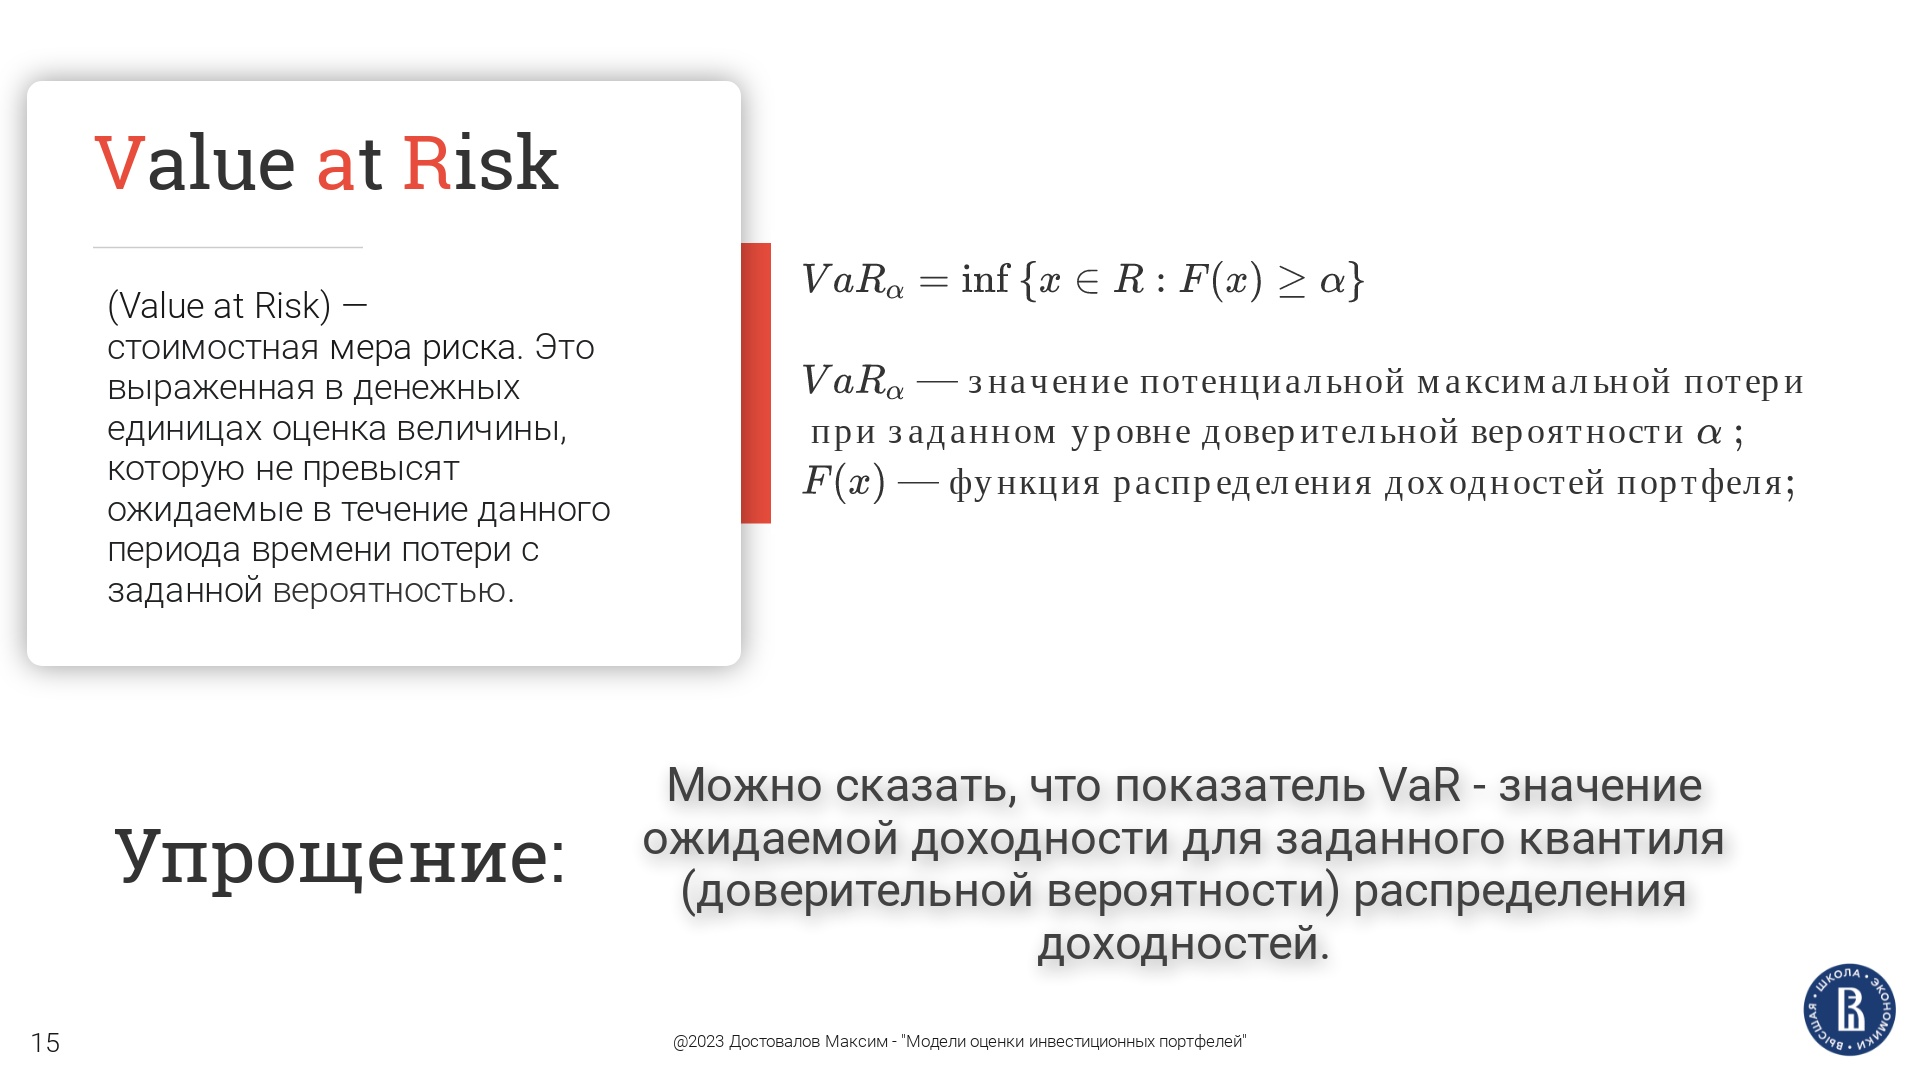 Value at Risk
(Value at Risk) —
стоимостная мера риска. Это
выраженная в денежных
единицах оценка величины,
которую не превысят
ожидаемые в течение данного
периода времени потери с
заданной вероятностью.
VaR_α = inf {x ∈ R : F(x) ≥ α}
VaR_α — значение потенциальной максимальной потери
при заданном уровне доверительной вероятности α ;
F(x) — функция распределения доходностей портфеля;
Упрощение:
Можно сказать, что показатель VaR - значение
ожидаемой доходности для заданного квантиля
(доверительной вероятности) распределения
доходностей.
ВЫСШАЯ • ШКОЛА • ЭКОНОМИКИ •
15
@2023 Достовалов Максим - "Модели оценки инвестиционных портфелей"